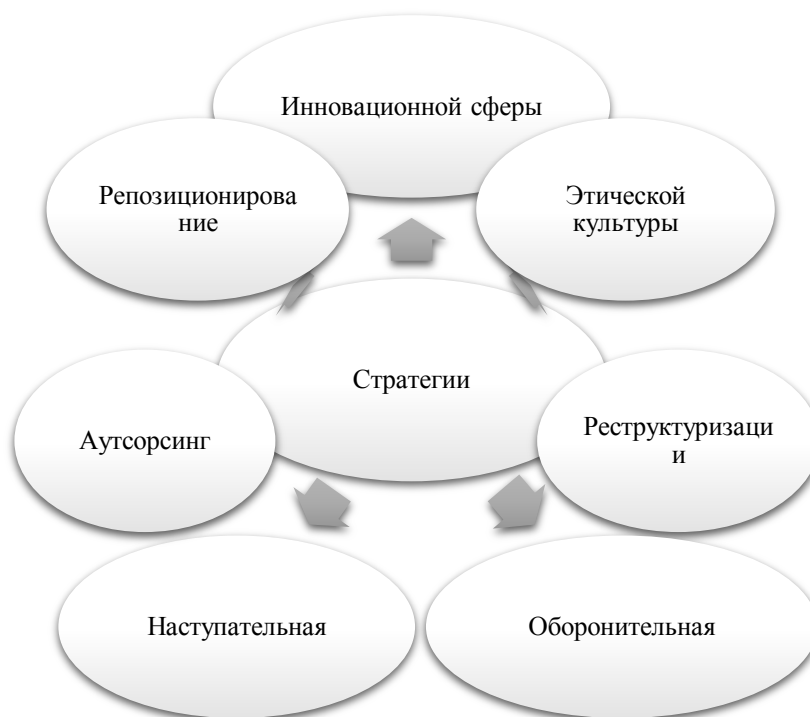 Инновационной сферы
Репозиционирова
ние
Этической
культуры
Стратегии
Аутсорсинг
Реструктуризаци
и
Наступательная
Оборонительная